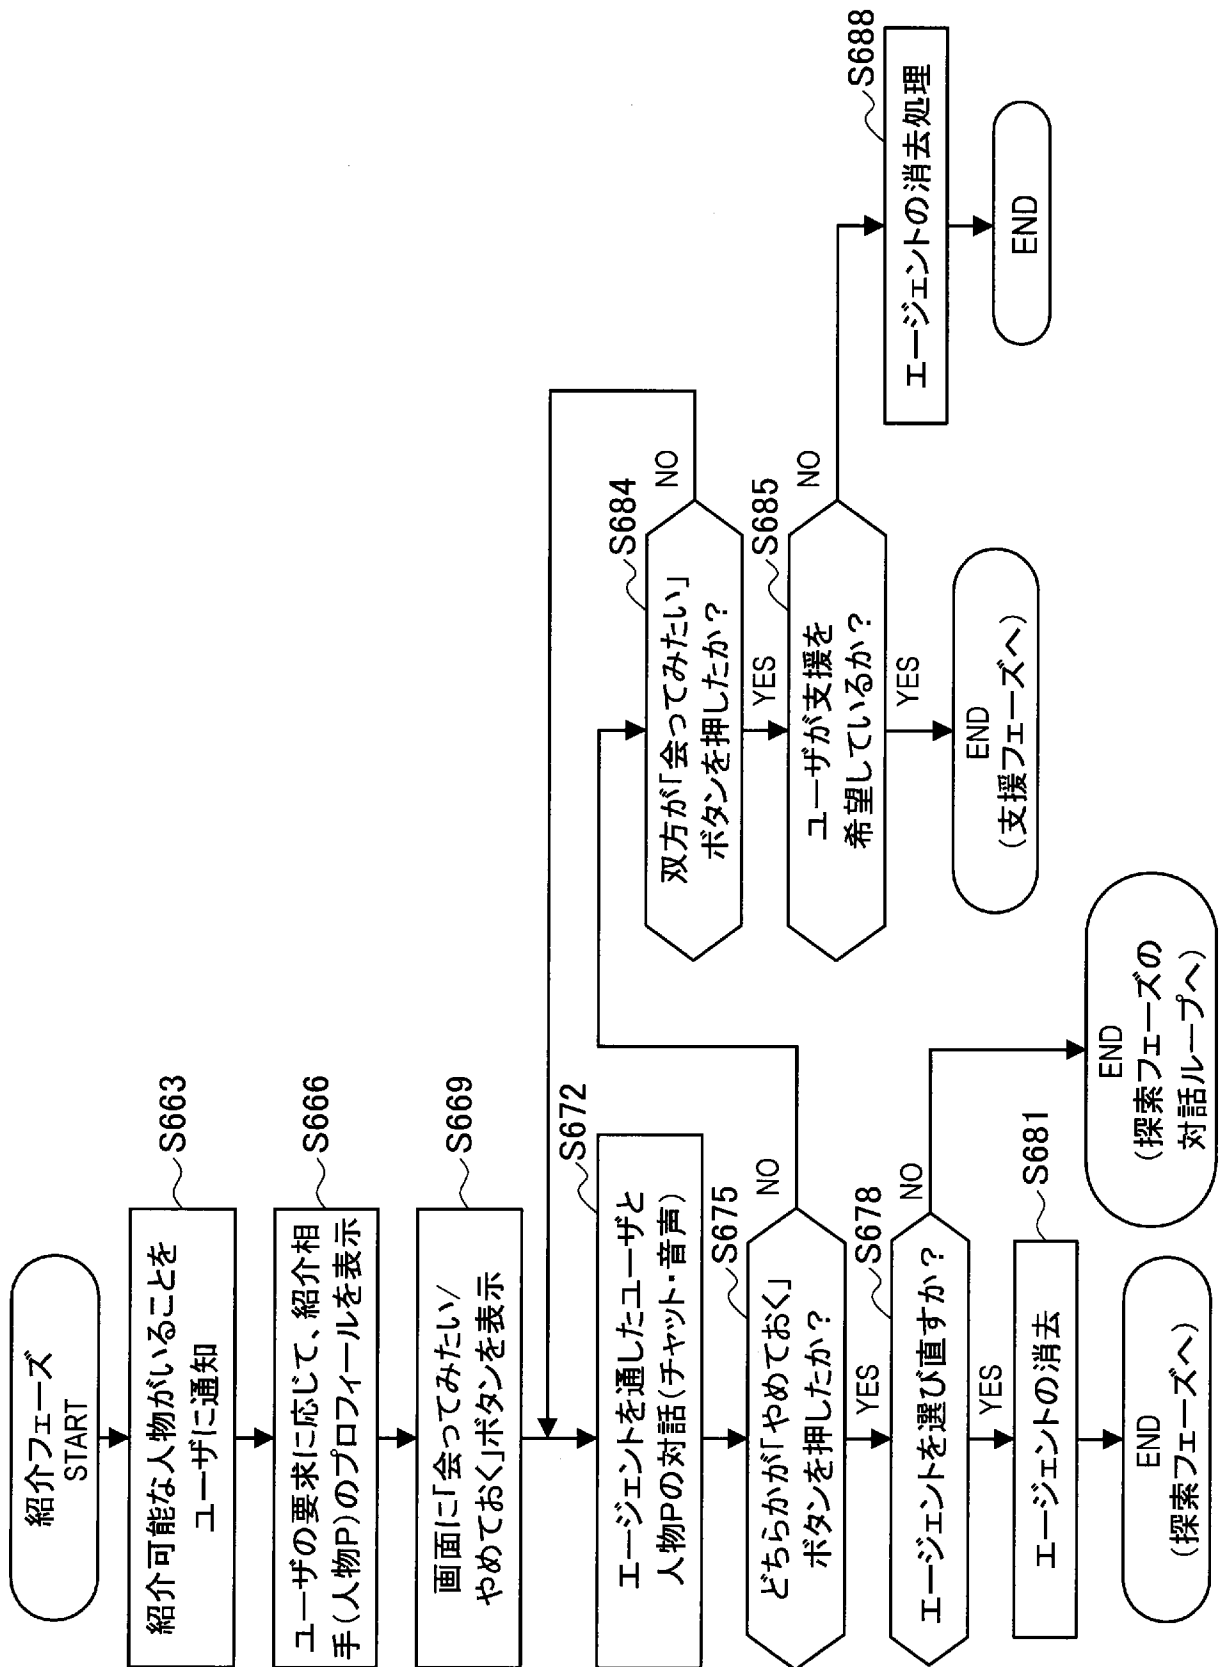 紹介フェーズ
START
紹介可能な人物がいることを
ユーザに通知
S663
ユーザの要求に応じて、紹介相
手(人物P)のプロフィールを表示
S666
画面に「会ってみたい/
やめておく」ボタンを表示
S669
エージェントを通したユーザと
人物Pの対話(チャット・音声)
S672
どちらかが「やめておく」
ボタンを押したか?
S675
NO
YES
エージェントを選び直すか?
S678
NO
YES
エージェントの消去
S681
END
(探索フェーズへ)
END
(探索フェーズの
対話ループへ)
双方が「会ってみたい」
ボタンを押したか?
S684
NO
YES
ユーザが支援を
希望しているか?
S685
NO
YES
END
(支援フェーズへ)
エージェントの消去処理
S688
END